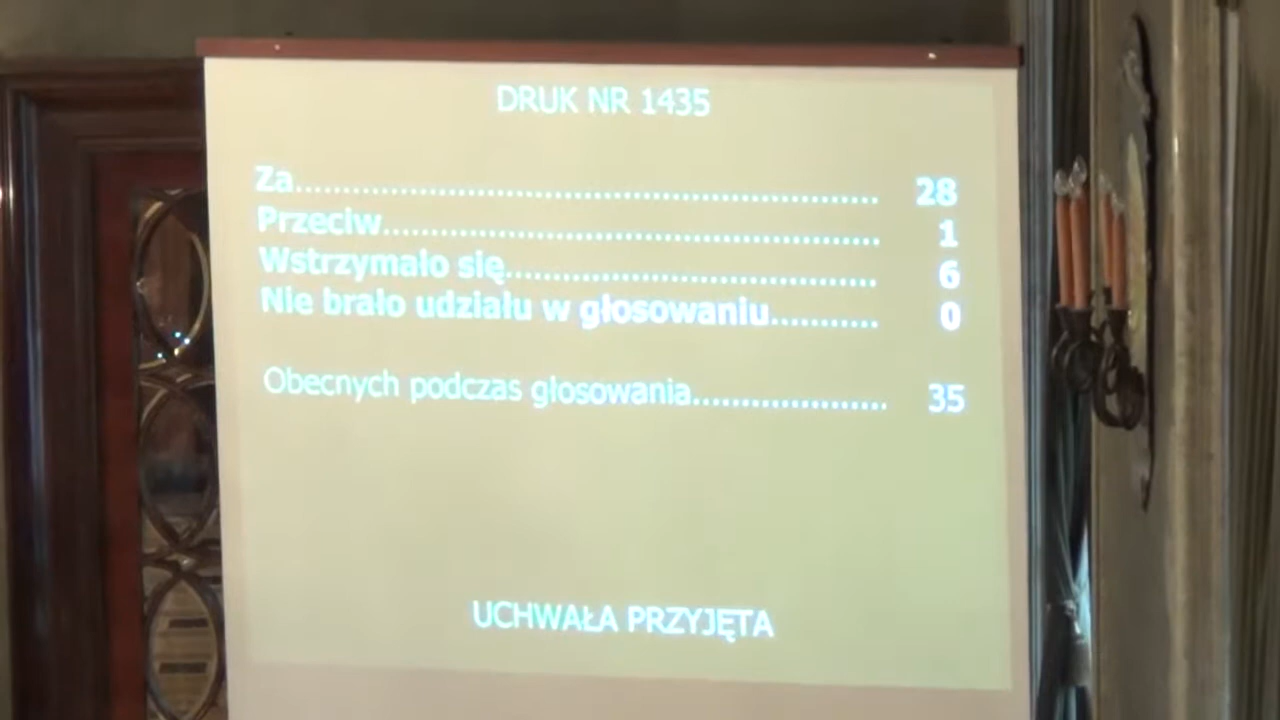 DRUK NR 1435
Za............................................................. 28
Przeciw.................................................... 1
Wstrzymało się....................................... 6
Nie brało udziału w głosowaniu........... 0
Obecnych podczas głosowania.................... 35
UCHWAŁA PRZYJĘTA